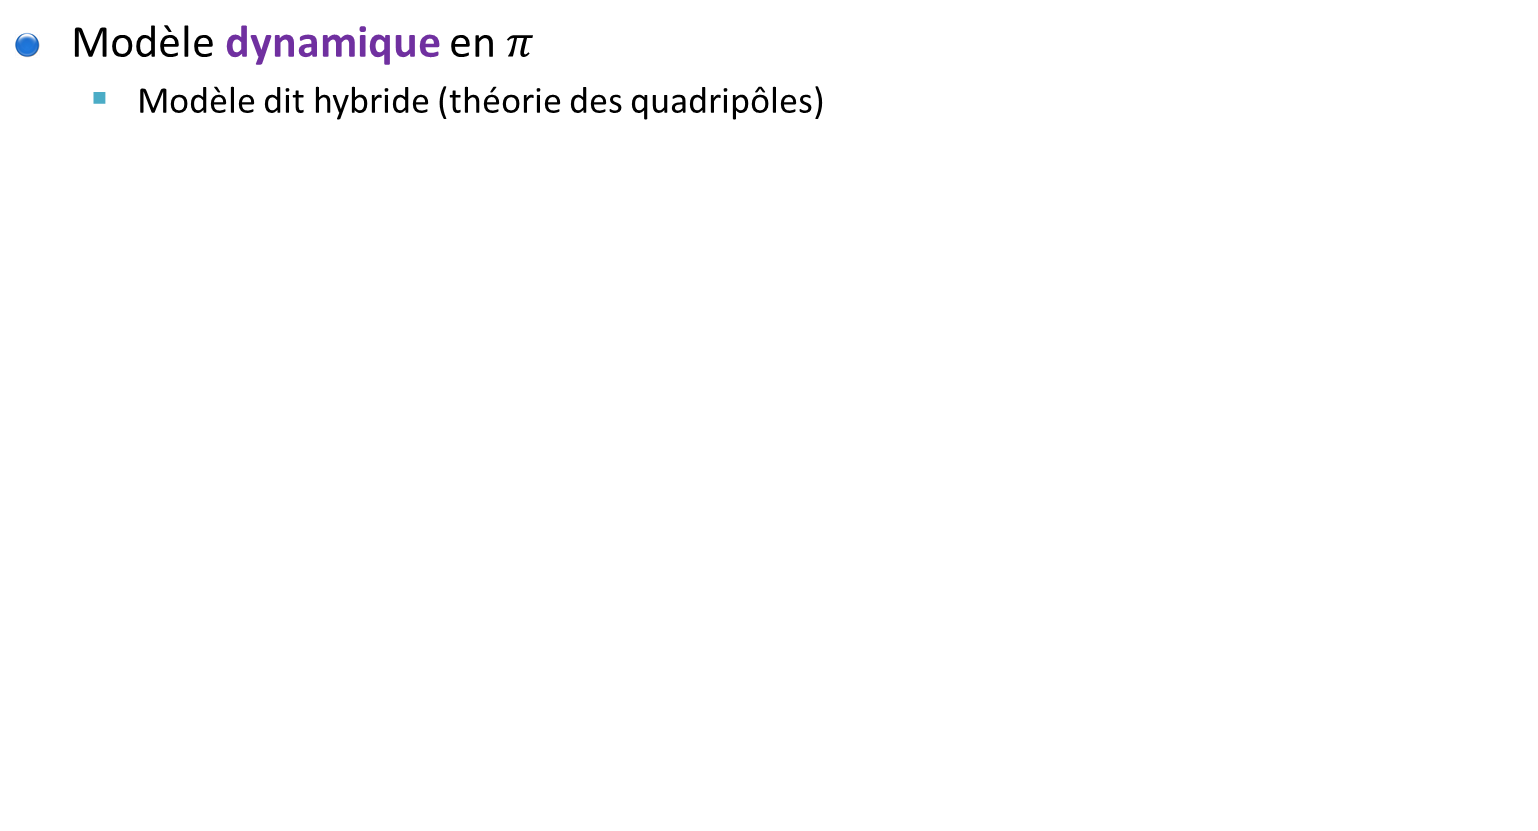 Modèle dynamique en π
Modèle dit hybride (théorie des quadripôles)